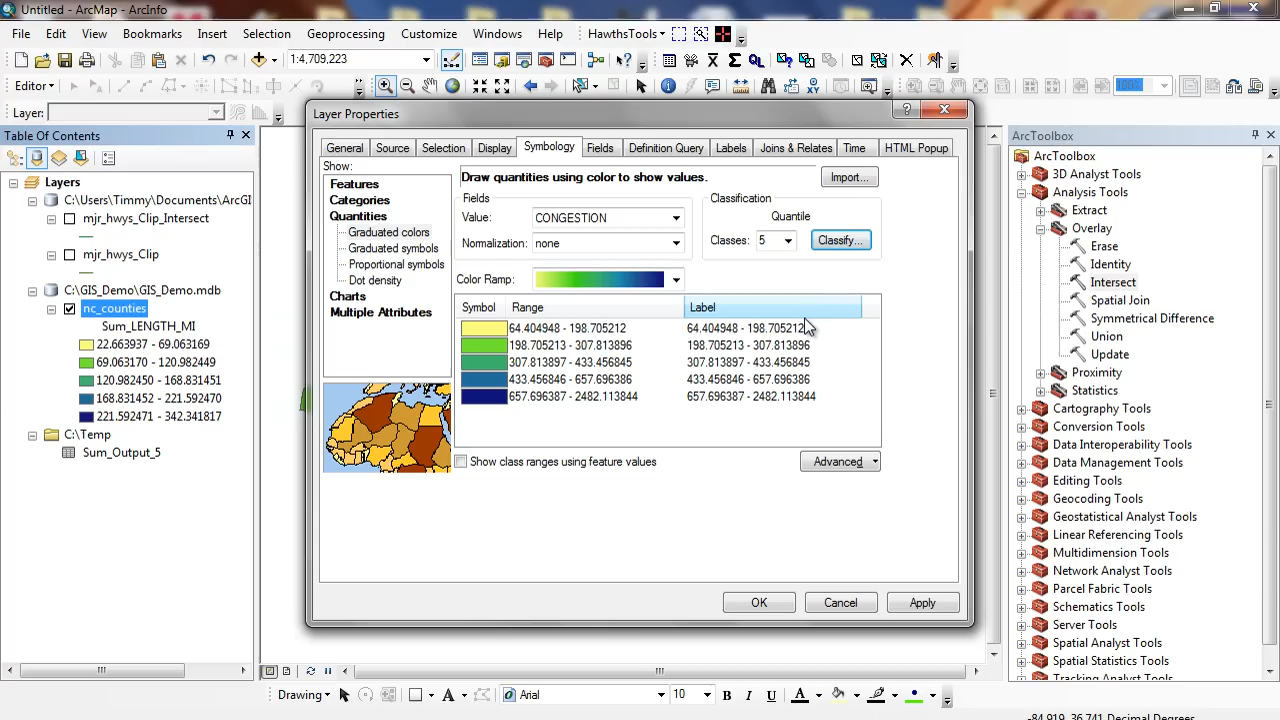 Untitled - ArcMap - ArcInfo
File Edit View Bookmarks Insert Selection Geoprocessing Customize Windows Help HawthsTools
1:4,709,223
Editor 100%
Layer:
Table Of Contents
Layers
C:\Users\Timmy\Documents\ArcGI
mjr_hwys_Clip_Intersect
mjr_hwys_Clip
C:\GIS_Demo\GIS_Demo.mdb
nc_counties
Sum_LENGTH_MI
22.663937 - 69.063169
69.063170 - 120.982449
120.982450 - 168.831451
168.831452 - 221.592470
221.592471 - 342.341817
C:\Temp
Sum_Output_5
Layer Properties
General Source Selection Display Symbology Fields Definition Query Labels Joins & Relates Time HTML Popup
Show:
Features
Categories
Quantities
Graduated colors
Graduated symbols
Proportional symbols
Dot density
Charts
Multiple Attributes
Draw quantities using color to show values.
Import...
Fields
Value: CONGESTION
Normalization: none
Classification
Quantile
Classes: 5 Classify...
Color Ramp:
Symbol Range Label
64.404948 - 198.705212 64.404948 - 198.705212
198.705213 - 307.813896 198.705213 - 307.813896
307.813897 - 433.456845 307.813897 - 433.456845
433.456846 - 657.696386 433.456846 - 657.696386
657.696387 - 2482.113844 657.696387 - 2482.113844
Show class ranges using feature values
Advanced
OK Cancel Apply
ArcToolbox
ArcToolbox
3D Analyst Tools
Analysis Tools
Extract
Overlay
Erase
Identity
Intersect
Spatial Join
Symmetrical Difference
Union
Update
Proximity
Statistics
Cartography Tools
Conversion Tools
Data Interoperability Tools
Data Management Tools
Editing Tools
Geocoding Tools
Geostatistical Analyst Tools
Linear Referencing Tools
Multidimension Tools
Network Analyst Tools
Parcel Fabric Tools
Schematics Tools
Server Tools
Spatial Analyst Tools
Spatial Statistics Tools
Tracking Analyst Tools
Drawing A Arial 10 B I U A
-84.919 36.741 Decimal Degrees